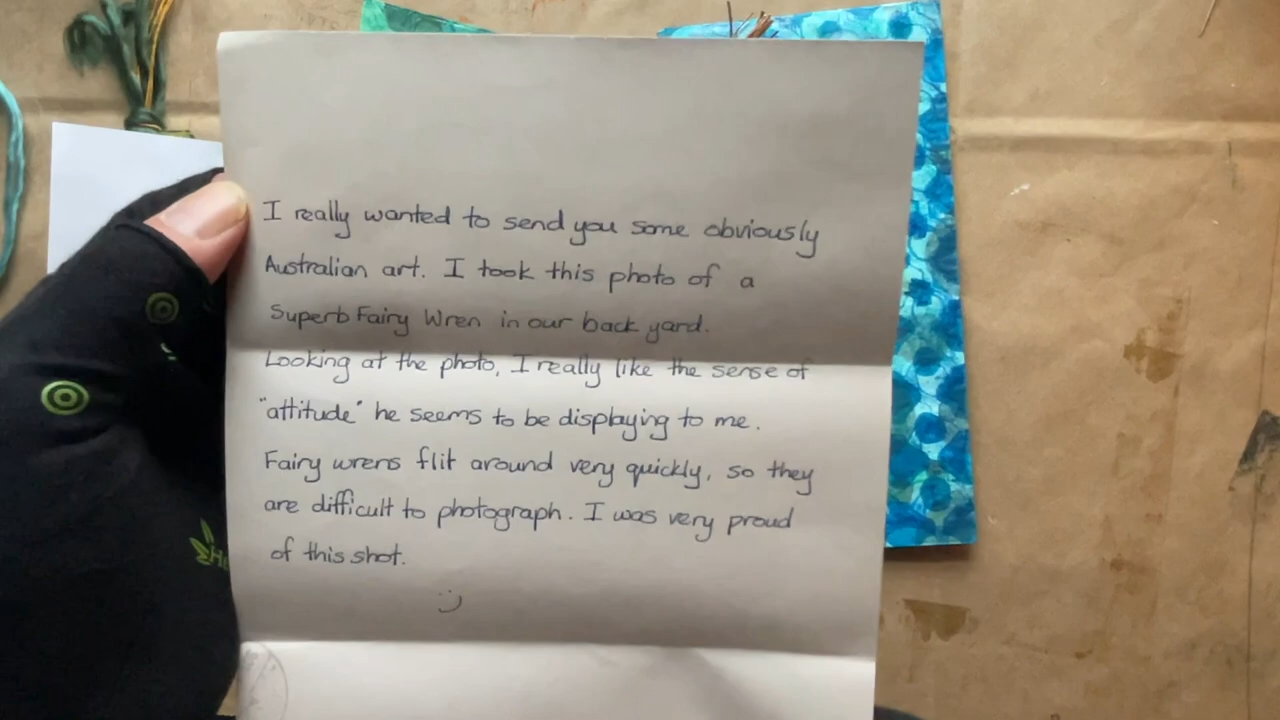 I really wanted to send you some obviously
Australian art. I took this photo of a
Superb Fairy Wren in our back yard.
Looking at the photo, I really like the sense of
"attitude" he seems to be displaying to me.
Fairy wrens flit around very quickly, so they
are difficult to photograph. I was very proud
of this shot.
:)